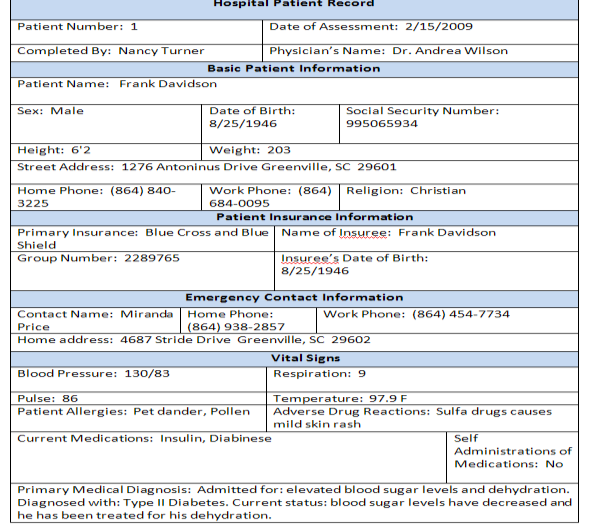 Hospital Patient Record
Patient Number: 1 Date of Assessment: 2/15/2009
Completed By: Nancy Turner Physician's Name: Dr. Andrea Wilson
Basic Patient Information
Patient Name: Frank Davidson
Sex: Male Date of Birth: 8/25/1946 Social Security Number: 995065934
Height: 6'2 Weight: 203
Street Address: 1276 Antoninus Drive Greenville, SC 29601
Home Phone: (864) 840-3225 Work Phone: (864) 684-0095 Religion: Christian
Patient Insurance Information
Primary Insurance: Blue Cross and Blue Shield Name of Insuree: Frank Davidson
Group Number: 2289765 Insuree's Date of Birth: 8/25/1946
Emergency Contact Information
Contact Name: Miranda Price Home Phone: (864) 938-2857 Work Phone: (864) 454-7734
Home address: 4687 Stride Drive Greenville, SC 29602
Vital Signs
Blood Pressure: 130/83 Respiration: 9
Pulse: 86 Temperature: 97.9 F
Patient Allergies: Pet dander, Pollen Adverse Drug Reactions: Sulfa drugs causes mild skin rash
Current Medications: Insulin, Diabinese Self Administrations of Medications: No
Primary Medical Diagnosis: Admitted for: elevated blood sugar levels and dehydration.
Diagnosed with: Type II Diabetes. Current status: blood sugar levels have decreased and
he has been treated for his dehydration.